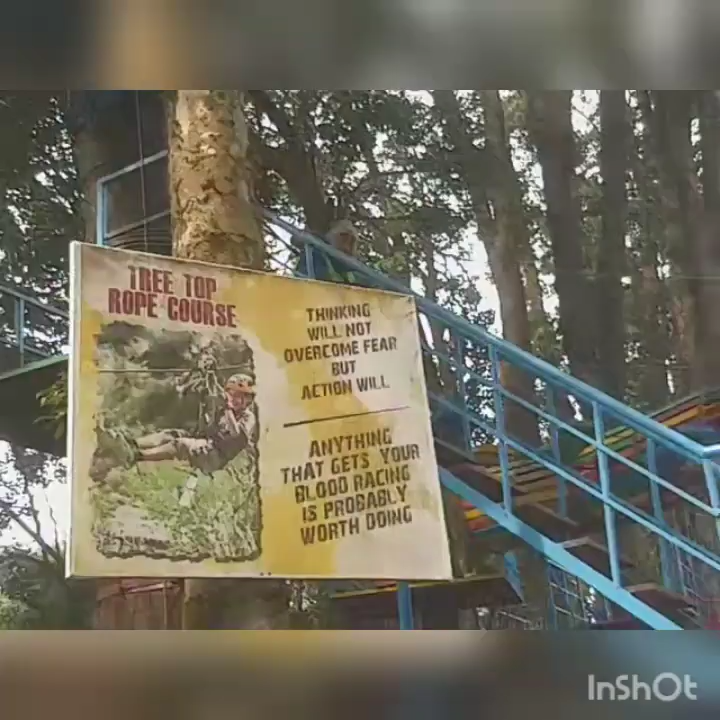 TREE TOP
ROPE COURSE
THINKING
WILL NOT
OVERCOME FEAR
BUT
ACTION WILL
ANYTHING
THAT GETS YOUR
BLOOD RACING
IS PROBABLY
WORTH DOING
InShOt